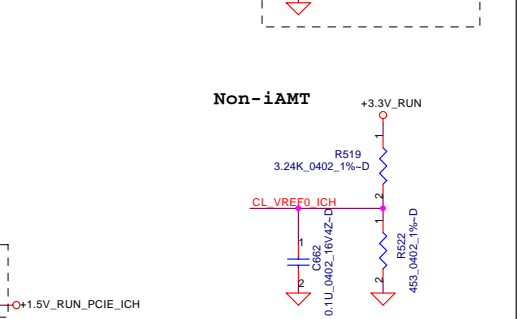 Non-iAMT
+3.3V_RUN
1
R519
3.24K_0402_1%~D
2
CL_VREF0_ICH
1
C662
0.1U_0402_16V4Z~D
2
1
R522
453_0402_1%~D
2
+1.5V_RUN_PCIE_ICH